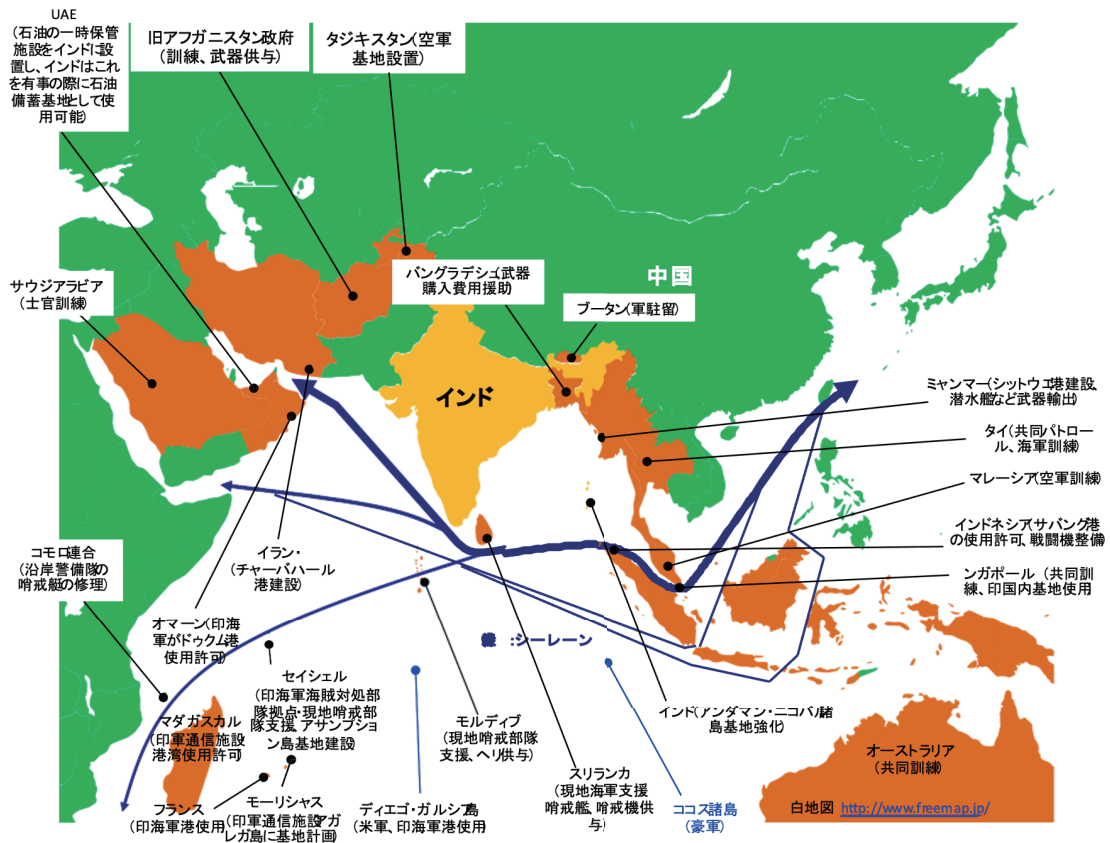 UAE
(石油の一時保管
施設をインドに設
置し、インドはこれ
を有事の際に石油
備蓄基地として使
用可能)
旧アフガニスタン政府
(訓練、武器供与)
タジキスタン(空軍
基地設置)
サウジアラビア
(士官訓練)
バングラデシュ(武器
購入費用援助)
中国
ブータン(軍駐留)
インド
ミャンマー(シットウェ港建設、
潜水艦など武器輸出)
タイ(共同パトロー
ル、海軍訓練)
マレーシア(空軍訓練)
インドネシア(サバング港
の使用許可、戦闘機整備)
ンガポール (共同訓
練、印国内基地使用
コモロ連合
(沿岸警備隊の
哨戒艇の修理)
イラン・
(チャーバハール
港建設)
オマーン(印海
軍がドゥクム港
使用許可)
:シーレーン
セイシェル
(印海軍海賊対処部
隊拠点・現地哨戒部
隊支援、アサンプショ
ン島基地建設)
マダガスカル
(印軍通信施設
港湾使用許可)
モルディブ
(現地哨戒部隊
支援、ヘリ供与)
インド(アンダマン・ニコバル諸
島基地強化)
オーストラリア
(共同訓練)
フランス
(印海軍港使用)
モーリシャス
(印軍通信施設アガ
レガ島に基地計画)
ディエゴ・ガルシア島
(米軍、印海軍港使用)
スリランカ
(現地海軍支援
哨戒艦、哨戒機供
与)
ココス諸島
(豪軍)
白地図 http://www.freemap.jp/